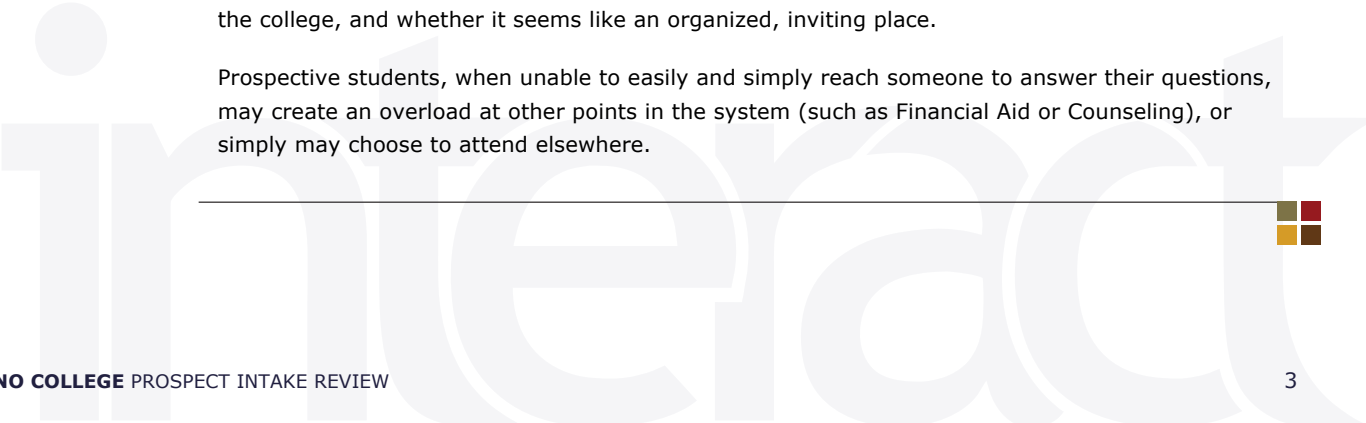 the college, and whether it seems like an organized, inviting place.
Prospective students, when unable to easily and simply reach someone to answer their questions,
may create an overload at other points in the system (such as Financial Aid or Counseling), or
simply may choose to attend elsewhere.
interact
NO COLLEGE PROSPECT INTAKE REVIEW 3